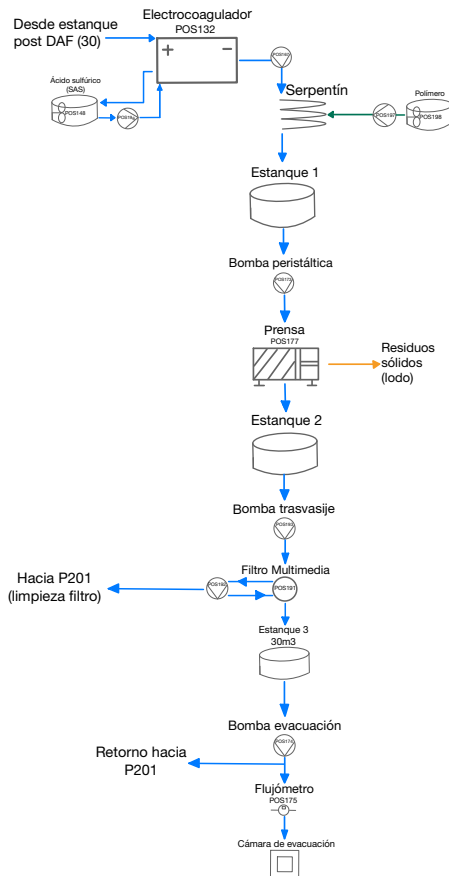 Electrocoagulador
POS132
Desde estanque
post DAF (30)
+
−
Ácido sulfúrico
(SAS)
POS148
Serpentín
Polímero
POS197
POS198
Estanque 1
Bomba peristáltica
Prensa
POS177
Residuos
sólidos
(lodo)
Estanque 2
Bomba trasvasije
Filtro Multimedia
POS191
Hacia P201
(limpieza filtro)
Estanque 3
30m3
Bomba evacuación
POS174
Retorno hacia
P201
Flujómetro
POS175
Cámara de evacuación